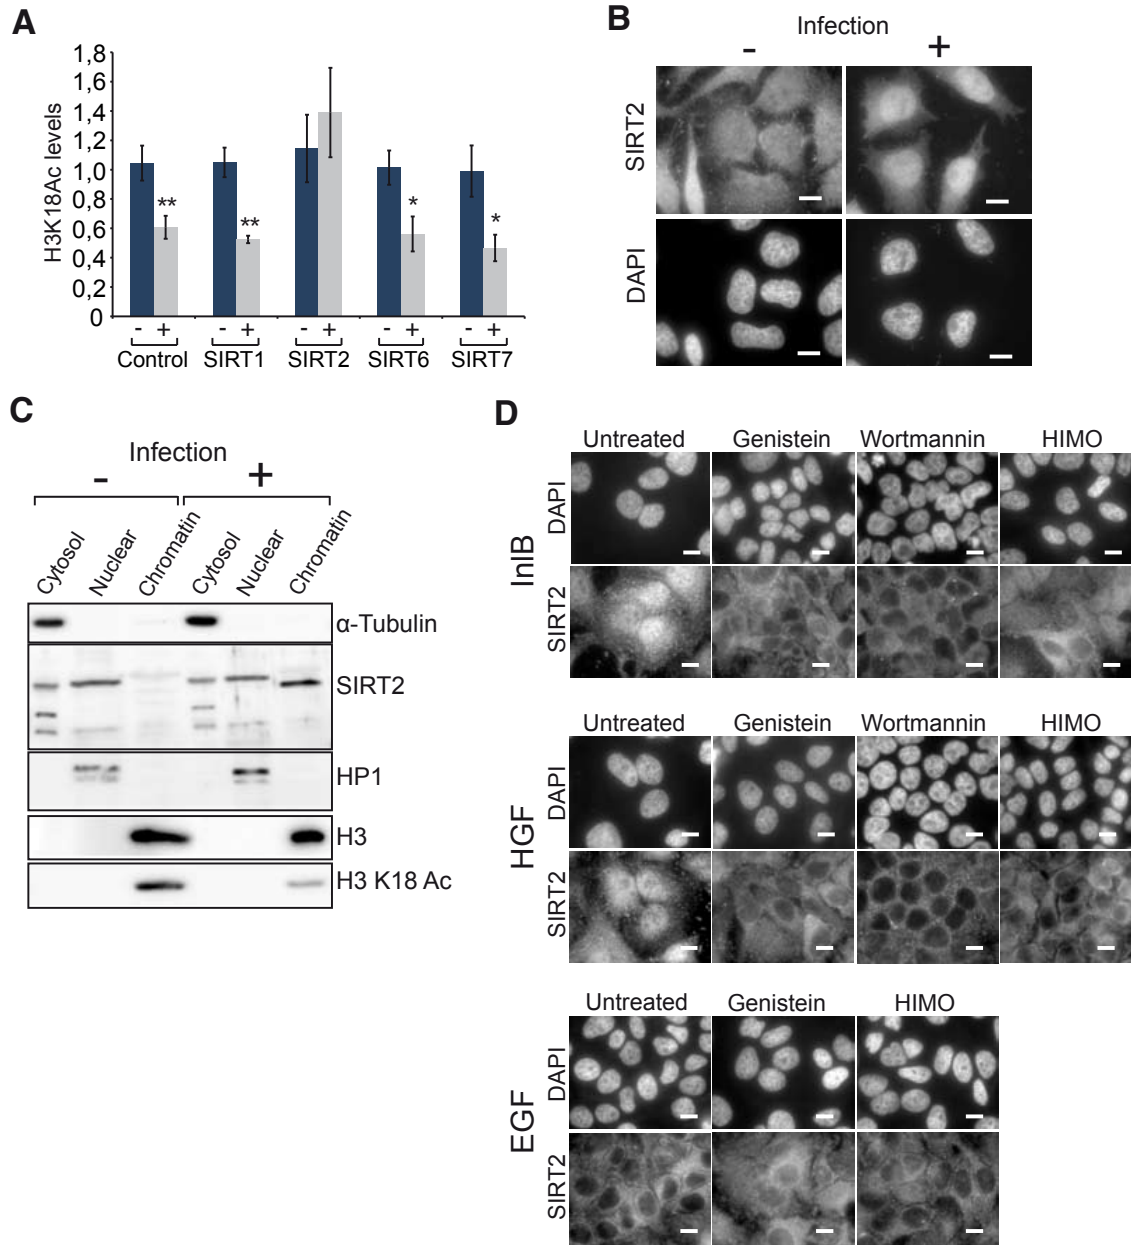 A
H3K18Ac levels
1,8
1,6
1,4
1,2
1,0
0,8
0,6
0,4
0,2
0
**
**
*
*
- + - + - + - + - +
Control SIRT1 SIRT2 SIRT6 SIRT7
B
Infection
- +
SIRT2
DAPI
C
Infection
- +
Cytosol Nuclear Chromatin Cytosol Nuclear Chromatin
α-Tubulin
SIRT2
HP1
H3
H3 K18 Ac
D
Untreated Genistein Wortmannin HIMO
InlB
DAPI
SIRT2
Untreated Genistein Wortmannin HIMO
HGF
DAPI
SIRT2
Untreated Genistein HIMO
EGF
DAPI
SIRT2